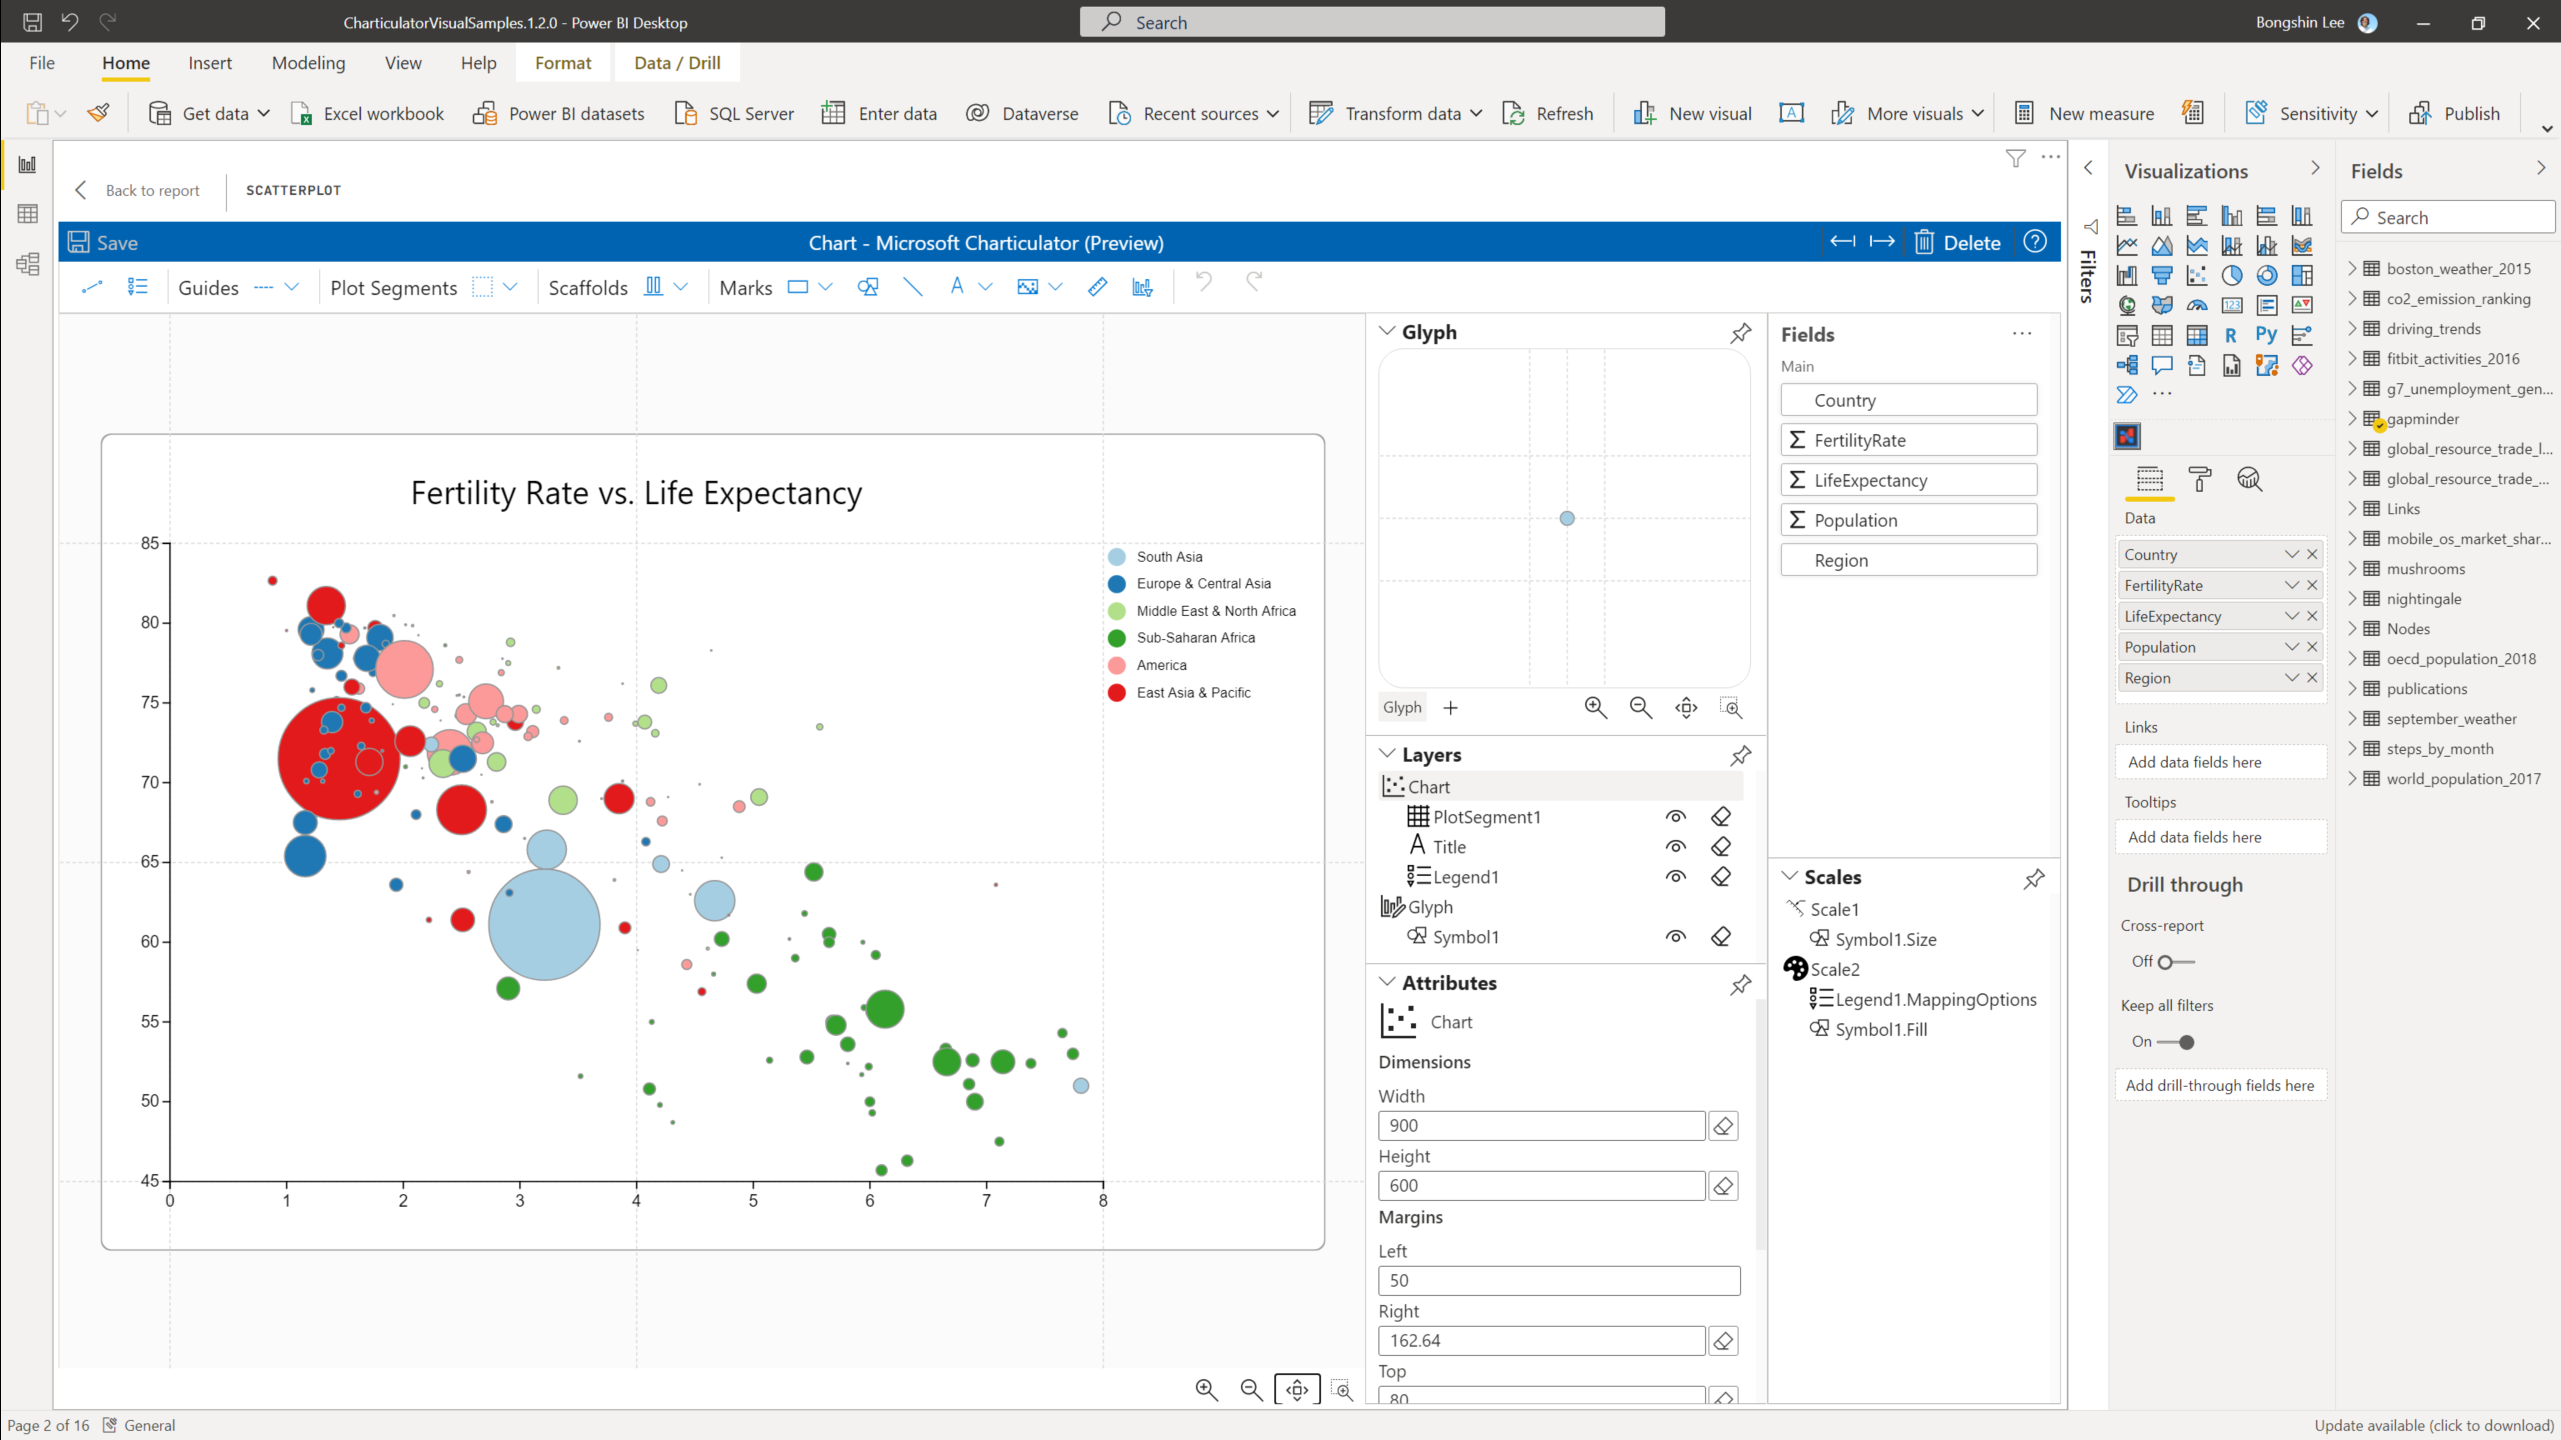 CharticulatorVisualSamples.1.2.0 - Power BI Desktop
Search
Bongshin Lee
File
Home
Insert
Modeling
View
Help
Format
Data / Drill
Get data
Excel workbook
Power BI datasets
SQL Server
Enter data
Dataverse
Recent sources
Transform data
Refresh
New visual
More visuals
New measure
Sensitivity
Publish
Back to report
SCATTERPLOT
Save
Chart - Microsoft Charticulator (Preview)
Delete
Guides
Plot Segments
Scaffolds
Marks
Fertility Rate vs. Life Expectancy
85
80
75
70
65
60
55
50
45
0
1
2
3
4
5
6
7
8
South Asia
Europe & Central Asia
Middle East & North Africa
Sub-Saharan Africa
America
East Asia & Pacific
Glyph
Glyph
Layers
Chart
PlotSegment1
Title
Legend1
Glyph
Symbol1
Attributes
Chart
Dimensions
Width
900
Height
600
Margins
Left
50
Right
162.64
Top
80
Fields
Main
Country
FertilityRate
LifeExpectancy
Population
Region
Scales
Scale1
Symbol1.Size
Scale2
Legend1.MappingOptions
Symbol1.Fill
Filters
Visualizations
R
Py
123
Data
Country
FertilityRate
LifeExpectancy
Population
Region
Links
Add data fields here
Tooltips
Add data fields here
Drill through
Cross-report
Off
Keep all filters
On
Add drill-through fields here
Fields
Search
boston_weather_2015
co2_emission_ranking
driving_trends
fitbit_activities_2016
g7_unemployment_gen...
gapminder
global_resource_trade_l...
global_resource_trade_...
Links
mobile_os_market_shar...
mushrooms
nightingale
Nodes
oecd_population_2018
publications
september_weather
steps_by_month
world_population_2017
Page 2 of 16
General
Update available (click to download)